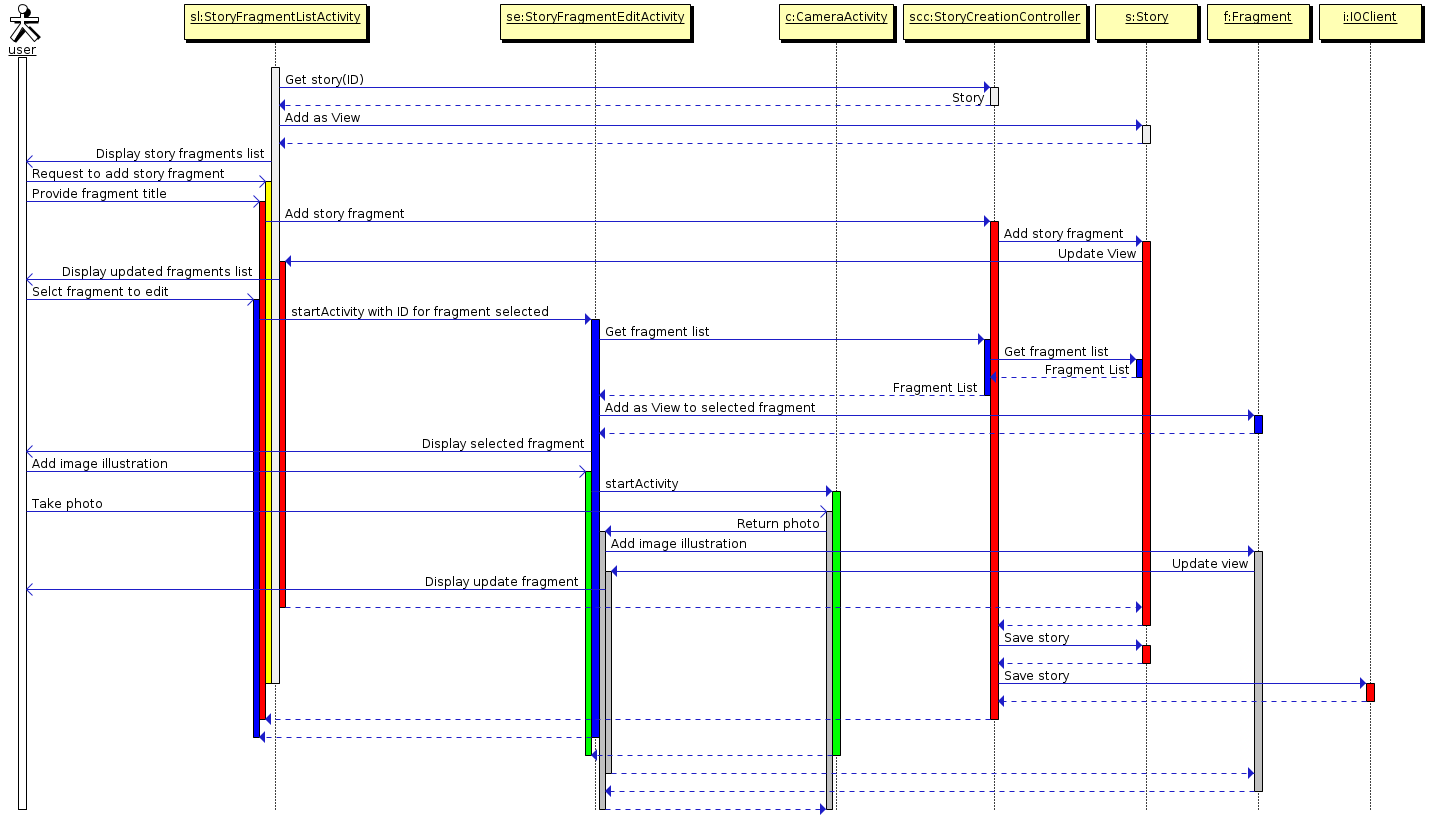 user
sl:StoryFragmentListActivity
se:StoryFragmentEditActivity
c:CameraActivity
scc:StoryCreationController
s:Story
f:Fragment
i:IOClient
Get story(ID)
Story
Add as View
Display story fragments list
Request to add story fragment
Provide fragment title
Add story fragment
Add story fragment
Update View
Display updated fragments list
Selct fragment to edit
startActivity with ID for fragment selected
Get fragment list
Get fragment list
Fragment List
Fragment List
Add as View to selected fragment
Display selected fragment
Add image illustration
startActivity
Take photo
Return photo
Add image illustration
Update view
Display update fragment
Save story
Save story